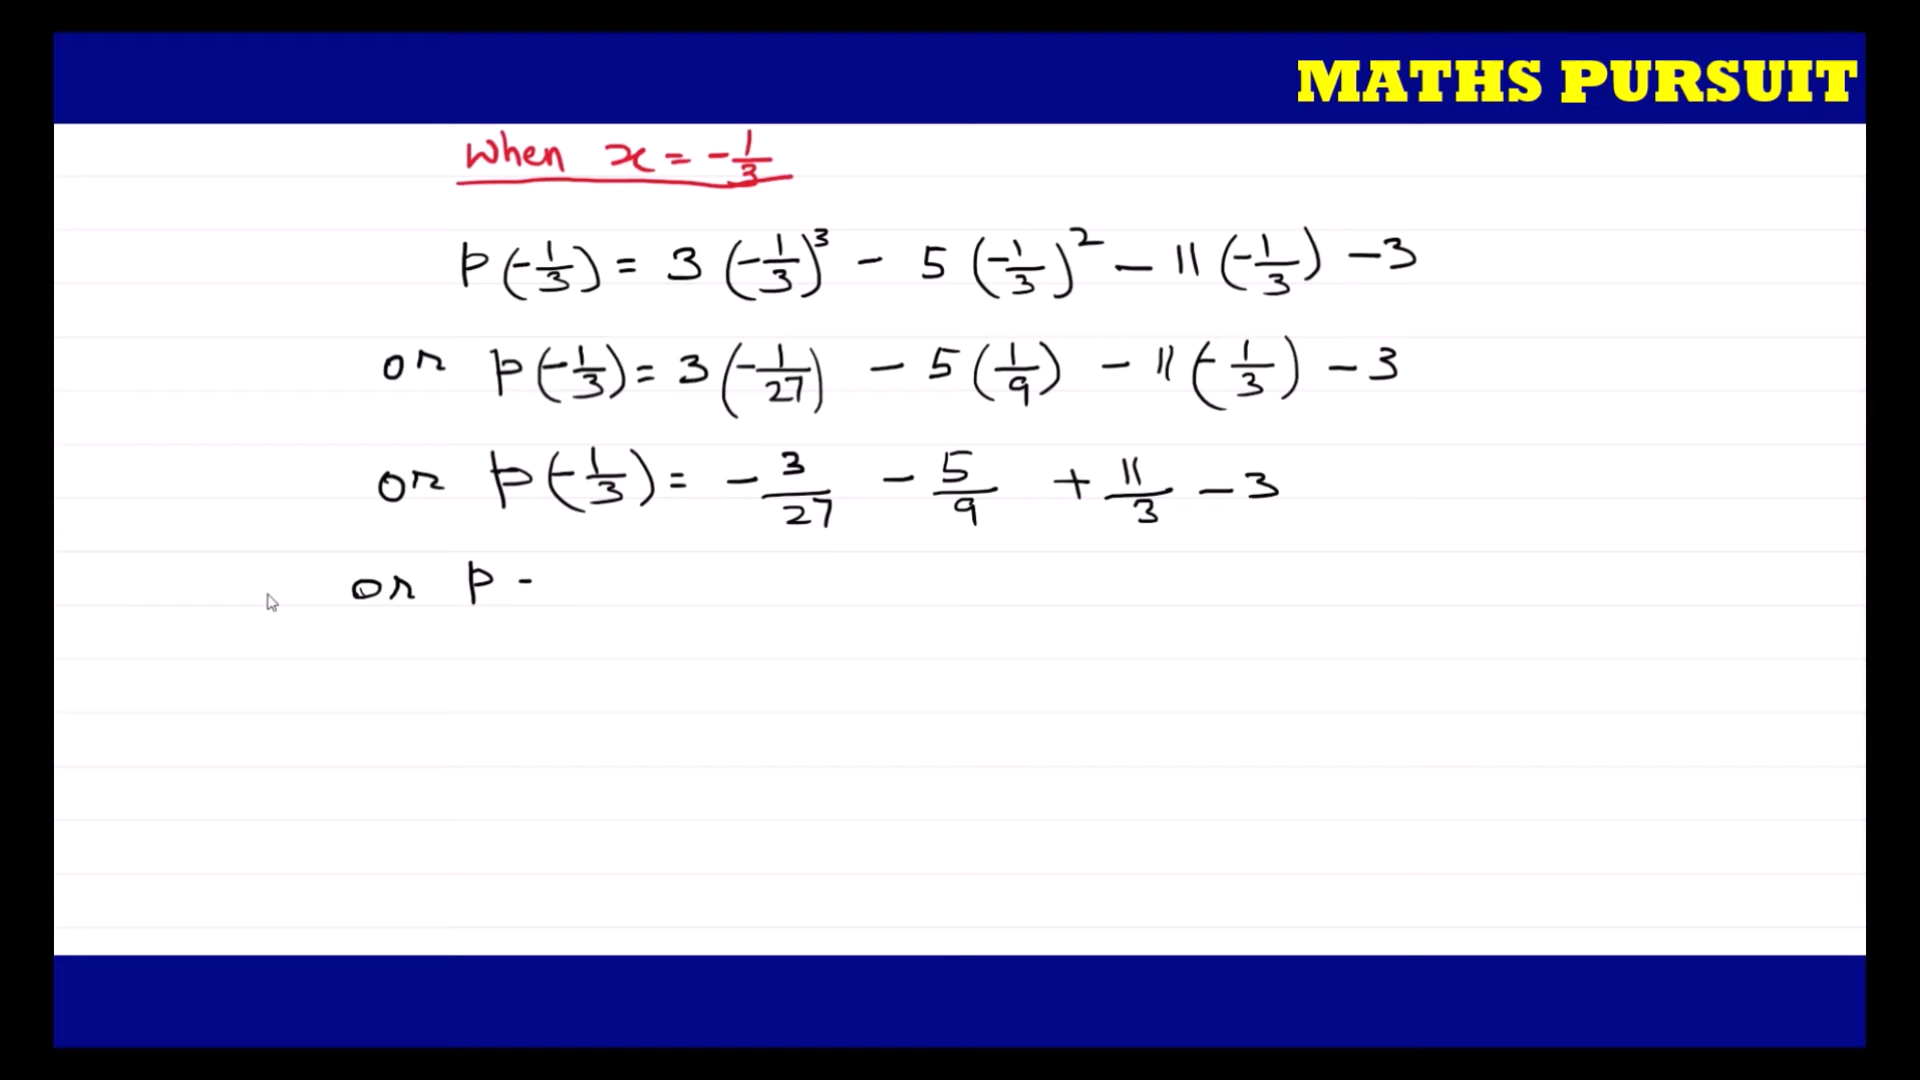 MATHS PURSUIT
When x = -1/3
p(-1/3) = 3(-1/3)³ - 5(-1/3)² - 11(-1/3) - 3
or p(-1/3) = 3(-1/27) - 5(1/9) - 11(-1/3) - 3
or p(-1/3) = -3/27 - 5/9 + 11/3 - 3
or p -